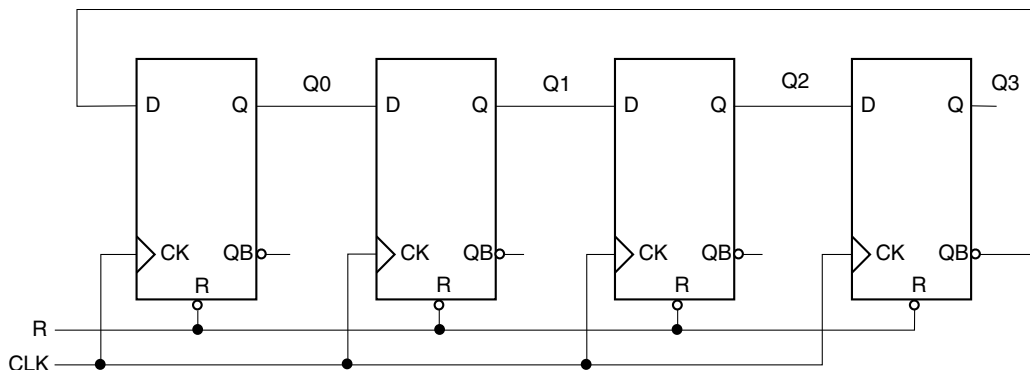 Q0 Q1 Q2 Q3
D Q D Q D Q D Q
CK QB CK QB CK QB CK QB
R R R R
R
CLK